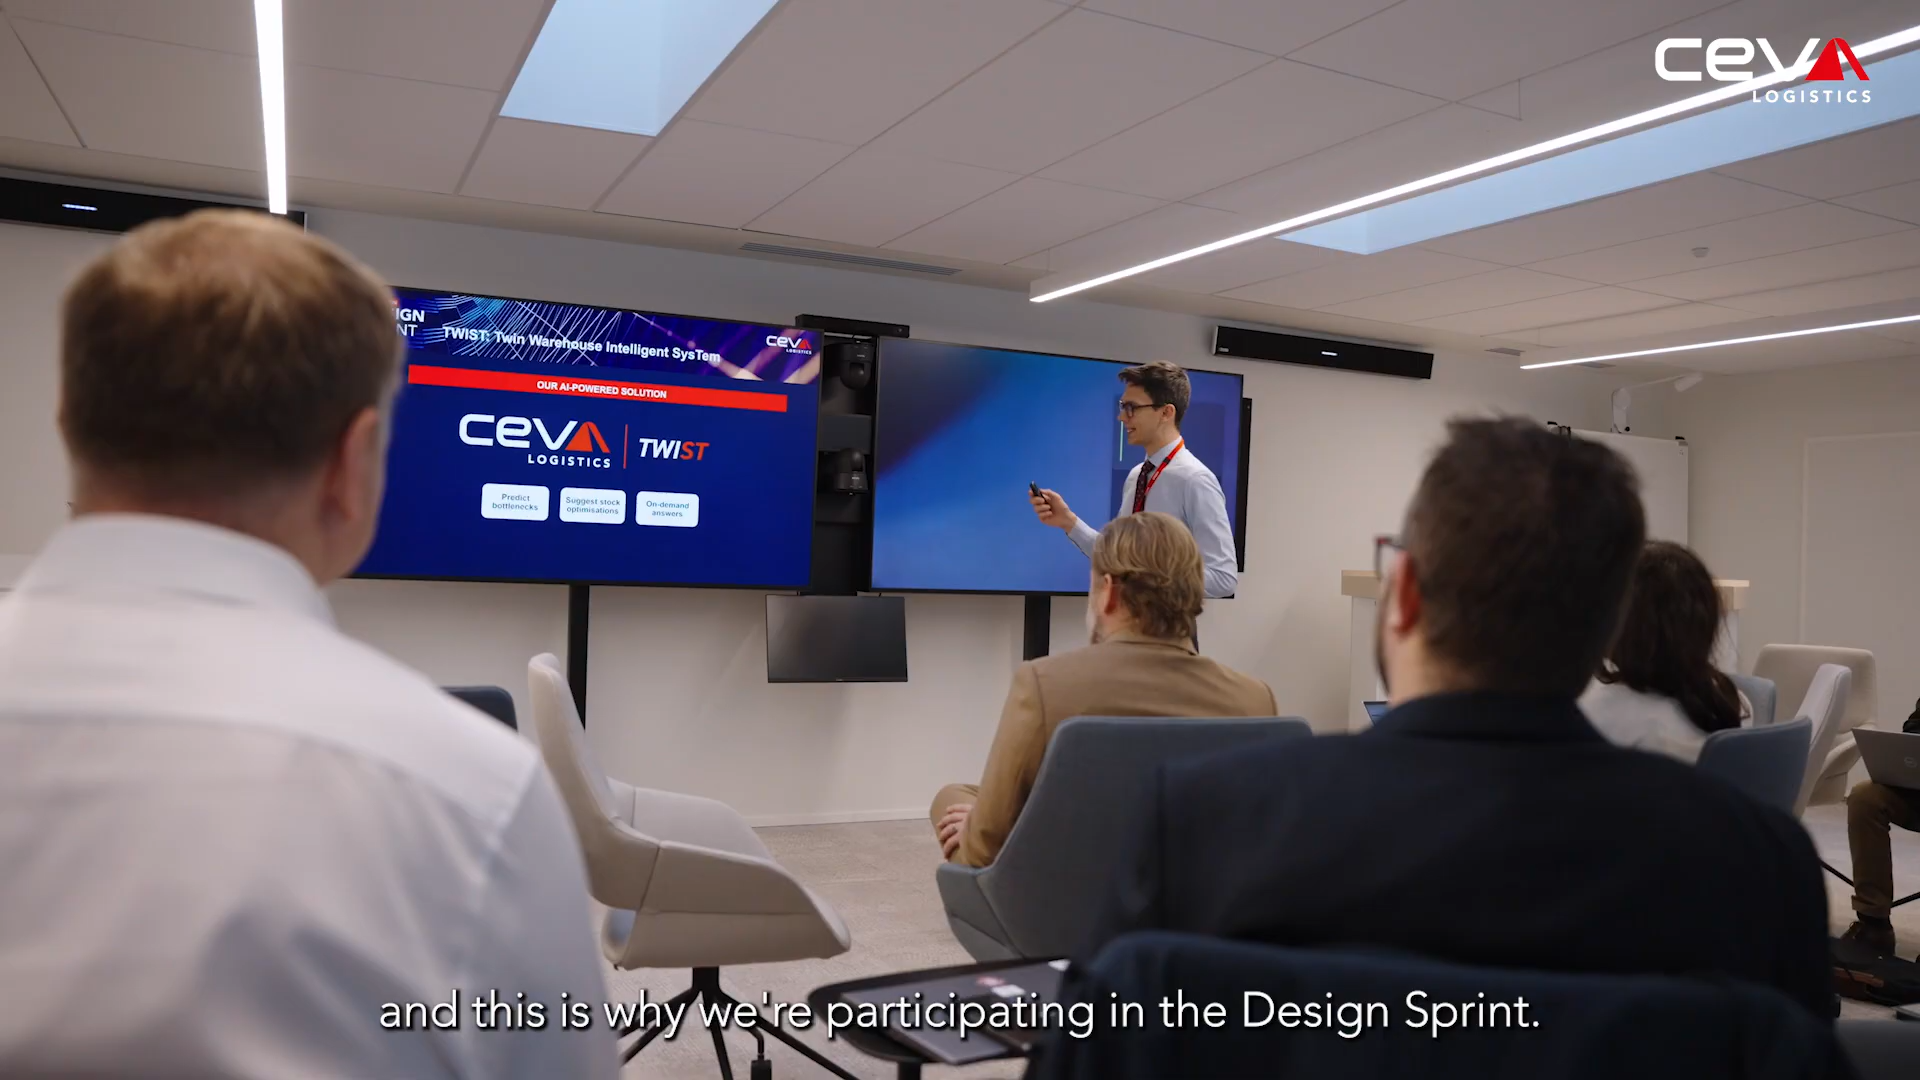 CEVA
LOGISTICS
IGN
NT
TWIST: Twin Warehouse Intelligent SysTem
CEVA
LOGISTICS
OUR AI-POWERED SOLUTION
CEVA
LOGISTICS
TWIST
Predict
bottlenecks
Suggest stock
optimisations
On-demand
answers
and this is why we're participating in the Design Sprint.